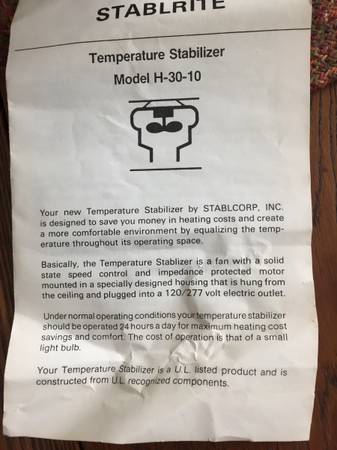 STABLRITE
Temperature Stabilizer
Model H-30-10
Your new Temperature Stabilizer by STABLCORP, INC.
is designed to save you money in heating costs and create
a more comfortable environment by equalizing the temp-
erature throughout its operating space.
Basically, the Temperature Stablizer is a fan with a solid
state speed control and impedance protected motor
mounted in a specially designed housing that is hung from
the ceiling and plugged into a 120/277 volt electric outlet.
Under normal operating conditions your temperature stabilizer
should be operated 24 hours a day for maximum heating cost
savings and comfort. The cost of operation is that of a small
light bulb.
Your Temperature Stabilizer is a U.L. listed product and is
constructed from U.L. recognized components.